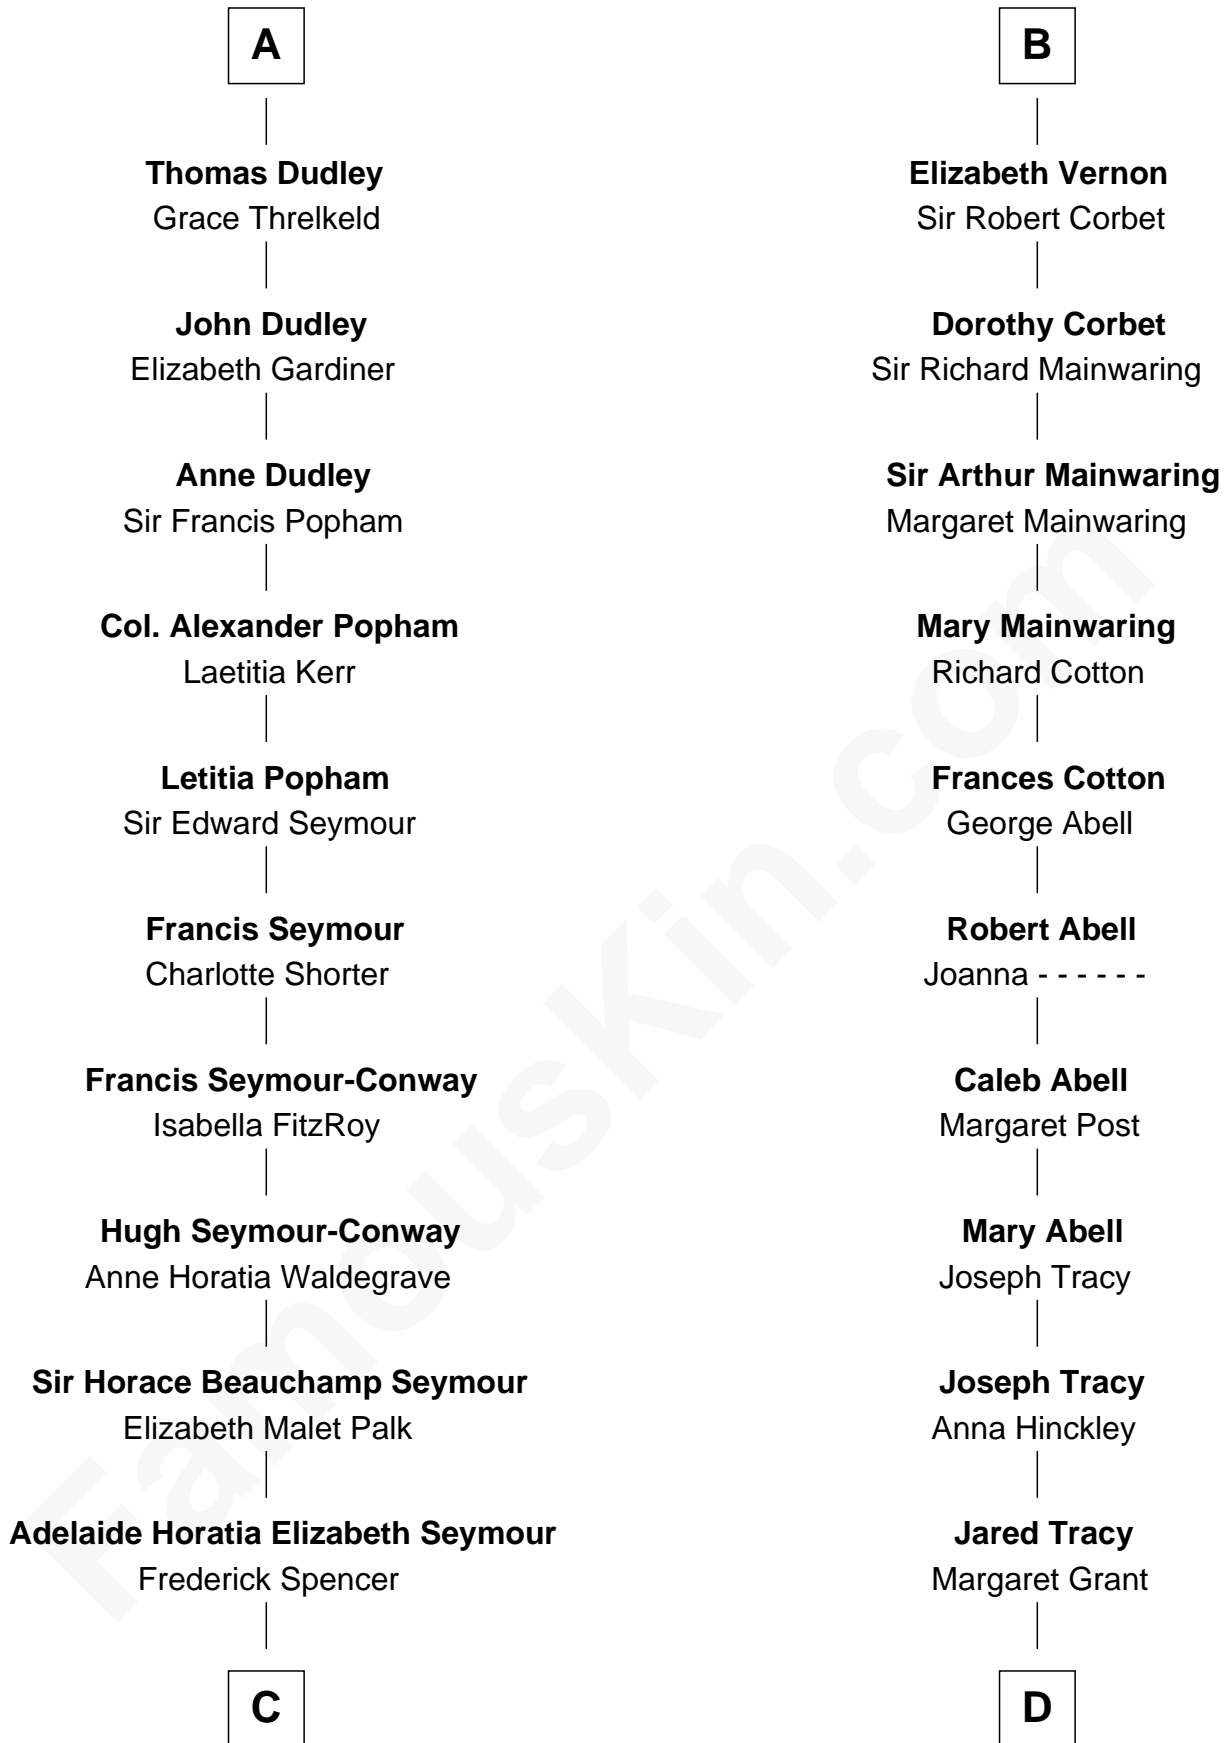 A
Thomas Dudley
Grace Threlkeld
John Dudley
Elizabeth Gardiner
Anne Dudley
Sir Francis Popham
Col. Alexander Popham
Laetitia Kerr
Letitia Popham
Sir Edward Seymour
Francis Seymour
Charlotte Shorter
Francis Seymour-Conway
Isabella FitzRoy
Hugh Seymour-Conway
Anne Horatia Waldegrave
Sir Horace Beauchamp Seymour
Elizabeth Malet Palk
Adelaide Horatia Elizabeth Seymour
Frederick Spencer
C
B
Elizabeth Vernon
Sir Robert Corbet
Dorothy Corbet
Sir Richard Mainwaring
Sir Arthur Mainwaring
Margaret Mainwaring
Mary Mainwaring
Richard Cotton
Frances Cotton
George Abell
Robert Abell
Joanna - - - - - -
Caleb Abell
Margaret Post
Mary Abell
Joseph Tracy
Joseph Tracy
Anna Hinckley
Jared Tracy
Margaret Grant
D
FamousKin.com